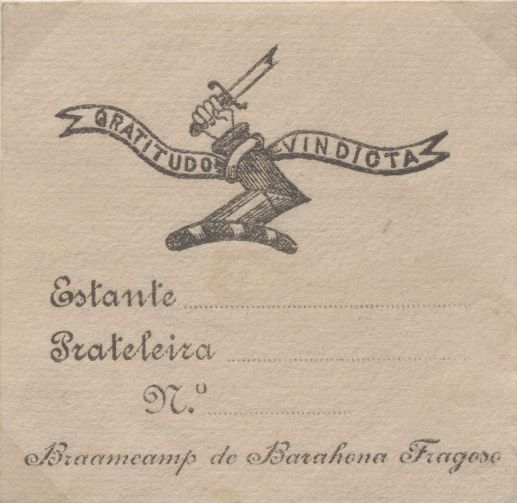 GRATITUDO VINDICTA
Estante
Prateleira
N.º
Braamcamp de Barahona Fragoso